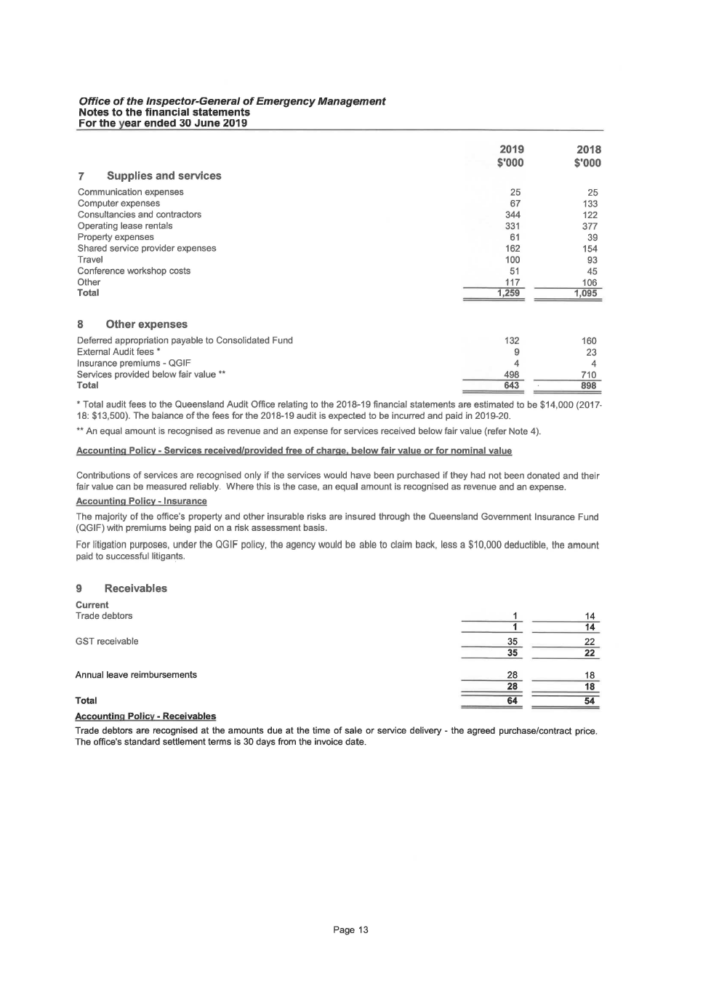 Office of the Inspector-General of Emergency Management
Notes to the financial statements
For the year ended 30 June 2019
2019 2018
$'000 $'000
7 Supplies and services
Communication expenses 25 25
Computer expenses 67 133
Consultancies and contractors 344 122
Operating lease rentals 331 377
Property expenses 61 39
Shared service provider expenses 162 154
Travel 100 93
Conference workshop costs 51 45
Other 117 106
Total 1,259 1,095
8 Other expenses
Deferred appropriation payable to Consolidated Fund 132 160
External Audit fees * 9 23
Insurance premiums - QGIF 4 4
Services provided below fair value ** 498 710
Total 643 898
* Total audit fees to the Queensland Audit Office relating to the 2018-19 financial statements are estimated to be $14,000 (2017-
18: $13,500). The balance of the fees for the 2018-19 audit is expected to be incurred and paid in 2019-20.
** An equal amount is recognised as revenue and an expense for services received below fair value (refer Note 4).
Accounting Policy - Services received/provided free of charge, below fair value or for nominal value
Contributions of services are recognised only if the services would have been purchased if they had not been donated and their
fair value can be measured reliably. Where this is the case, an equal amount is recognised as revenue and an expense.
Accounting Policy - Insurance
The majority of the office's property and other insurable risks are insured through the Queensland Government Insurance Fund
(QGIF) with premiums being paid on a risk assessment basis.
For litigation purposes, under the QGIF policy, the agency would be able to claim back, less a $10,000 deductible, the amount
paid to successful litigants.
9 Receivables
Current
Trade debtors 1 14
1 14
GST receivable 35 22
35 22
Annual leave reimbursements 28 18
28 18
Total 64 54
Accounting Policy - Receivables
Trade debtors are recognised at the amounts due at the time of sale or service delivery - the agreed purchase/contract price.
The office's standard settlement terms is 30 days from the invoice date.
Page 13